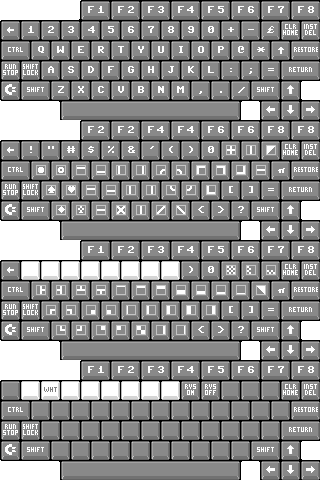 F1 F2 F3 F4 F5 F6 F7 F8
← 1 2 3 4 5 6 7 8 9 0 + - £ CLR HOME INST DEL
CTRL Q W E R T Y U I O P @ * ↑ RESTORE
RUN STOP SHIFT LOCK A S D F G H J K L : ; = RETURN
C= SHIFT Z X C V B N M , . / SHIFT ↑
← ↓ →
F2 F2 F3 F4 F5 F6 F7 F8
← ! " # $ % & ' ( ) 0 CLR HOME INST DEL
CTRL π RESTORE
RUN STOP SHIFT LOCK [ ] = RETURN
C= SHIFT < > ? SHIFT ↑
← ↓ →
F1 F2 F3 F4 F5 F6 F7 F8
← ) 0 CLR HOME INST DEL
CTRL RESTORE
RUN STOP SHIFT LOCK [ ] = RETURN
C= SHIFT < > ? SHIFT ↑
← ↓ →
F1 F2 F3 F4 F5 F6 F7 F8
WHT RVS ON RVS OFF CLR HOME INST DEL
CTRL RESTORE
RUN STOP SHIFT LOCK RETURN
C= SHIFT SHIFT ↑
← ↓ →